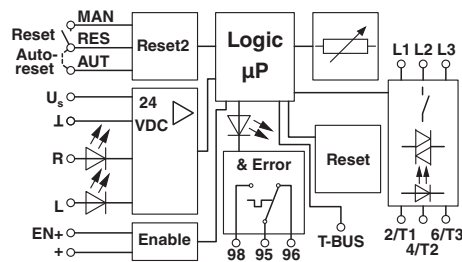 MAN
Reset
RES
Auto-
reset
AUT
Reset2
Logic
µP
L1 L2 L3
Us
⊥
24
VDC
R
L
& Error
Reset
EN+
+
Enable
98 95 96
T-BUS
2/T1 6/T3
4/T2